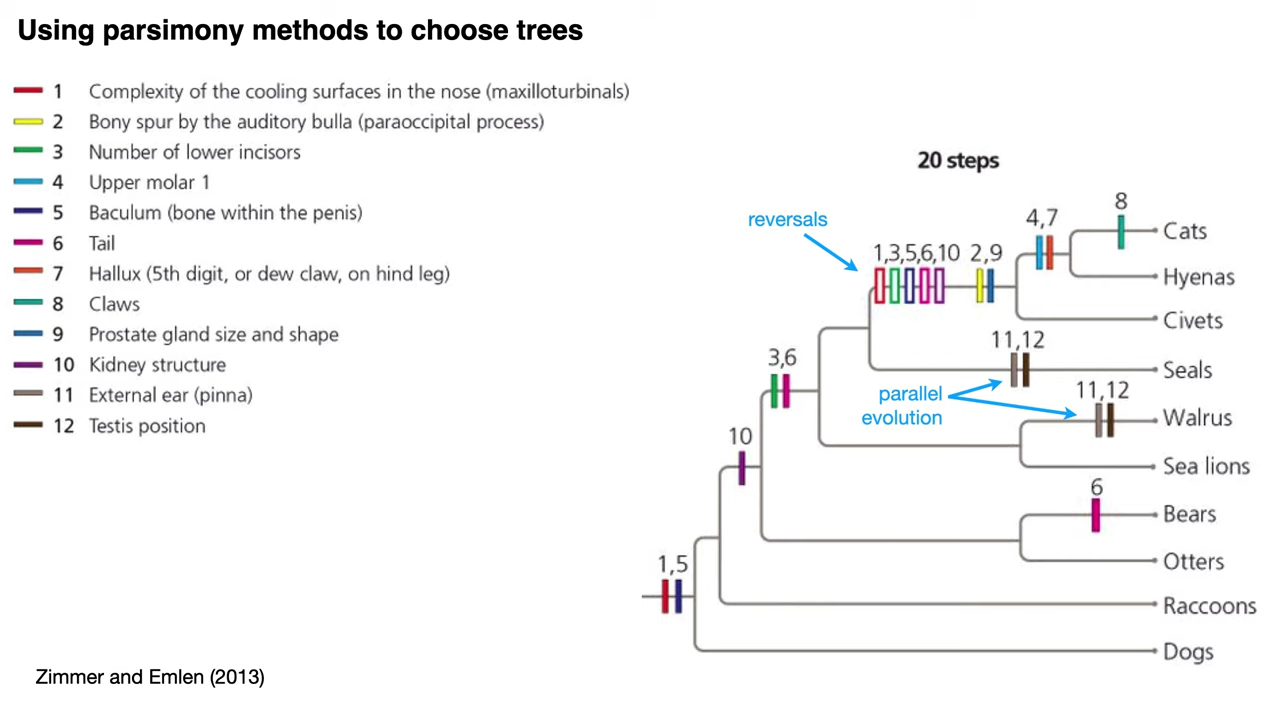 Using parsimony methods to choose trees
1 Complexity of the cooling surfaces in the nose (maxilloturbinals)
2 Bony spur by the auditory bulla (paraoccipital process)
3 Number of lower incisors
4 Upper molar 1
5 Baculum (bone within the penis)
6 Tail
7 Hallux (5th digit, or dew claw, on hind leg)
8 Claws
9 Prostate gland size and shape
10 Kidney structure
11 External ear (pinna)
12 Testis position
20 steps
reversals
8
4,7
Cats
1,3,5,6,10 2,9
Hyenas
Civets
11,12
3,6
Seals
parallel
evolution
11,12
Walrus
10
Sea lions
6
Bears
Otters
1,5
Raccoons
Dogs
Zimmer and Emlen (2013)